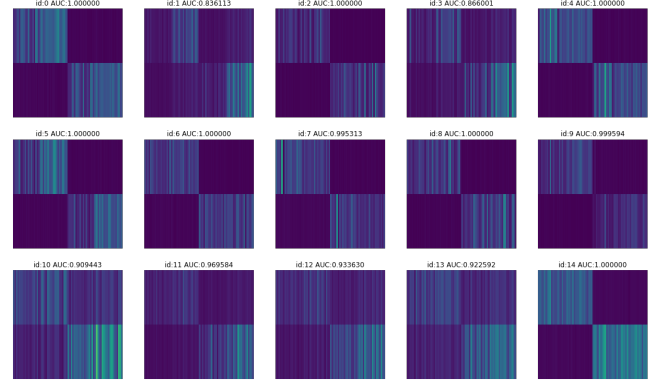 id:0 AUC:1.000000
id:1 AUC:0.836113
id:2 AUC:1.000000
id:3 AUC:0.866001
id:4 AUC:1.000000
id:5 AUC:1.000000
id:6 AUC:1.000000
id:7 AUC:0.995313
id:8 AUC:1.000000
id:9 AUC:0.999594
id:10 AUC:0.909443
id:11 AUC:0.969584
id:12 AUC:0.933630
id:13 AUC:0.922592
id:14 AUC:1.000000